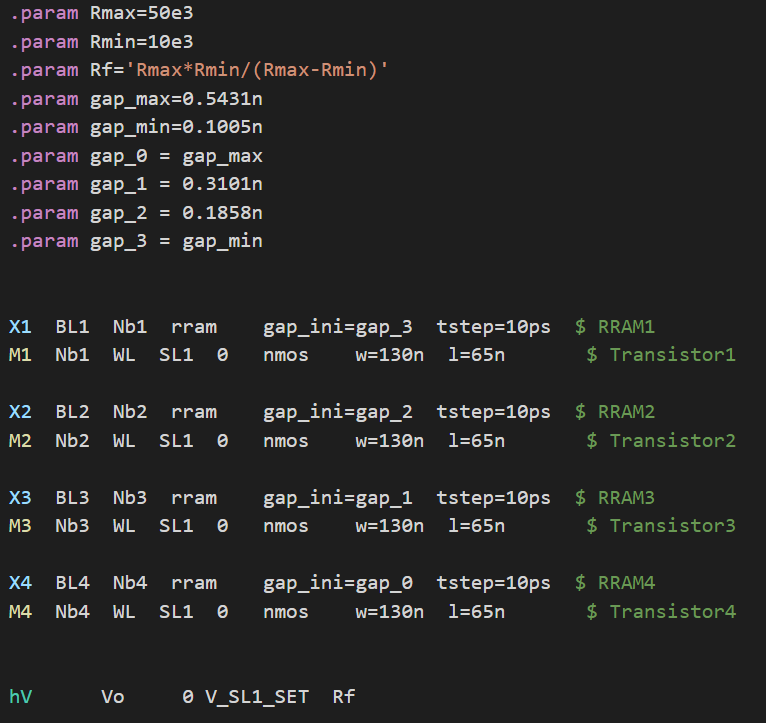 .param Rmax=50e3
.param Rmin=10e3
.param Rf='Rmax*Rmin/(Rmax-Rmin)'
.param gap_max=0.5431n
.param gap_min=0.1005n
.param gap_0 = gap_max
.param gap_1 = 0.3101n
.param gap_2 = 0.1858n
.param gap_3 = gap_min
X1 BL1 Nb1 rram gap_ini=gap_3 tstep=10ps $ RRAM1
M1 Nb1 WL SL1 0 nmos w=130n l=65n $ Transistor1
X2 BL2 Nb2 rram gap_ini=gap_2 tstep=10ps $ RRAM2
M2 Nb2 WL SL1 0 nmos w=130n l=65n $ Transistor2
X3 BL3 Nb3 rram gap_ini=gap_1 tstep=10ps $ RRAM3
M3 Nb3 WL SL1 0 nmos w=130n l=65n $ Transistor3
X4 BL4 Nb4 rram gap_ini=gap_0 tstep=10ps $ RRAM4
M4 Nb4 WL SL1 0 nmos w=130n l=65n $ Transistor4
hV Vo 0 V_SL1_SET Rf